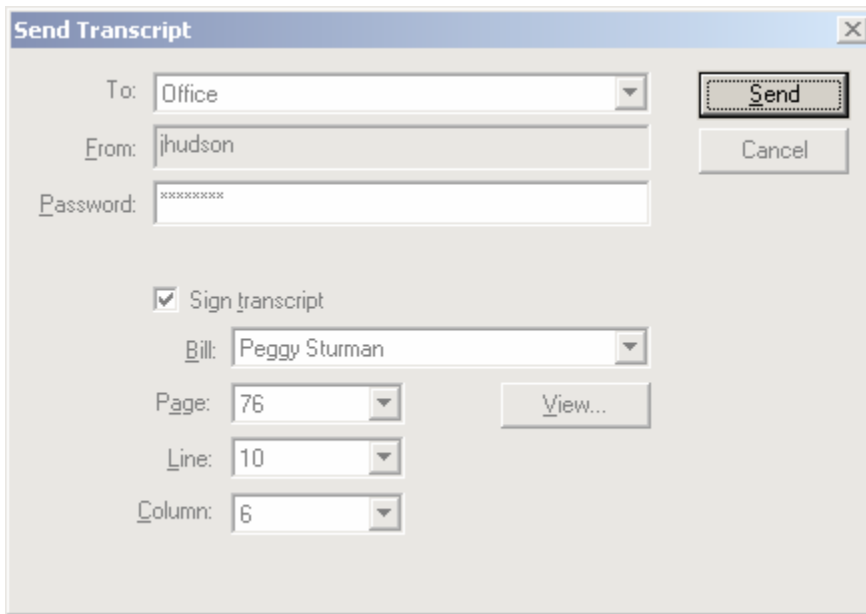 Send Transcript
To: Office
Send
From: jhudson
Cancel
Password: ********
Sign transcript
Bill: Peggy Sturman
Page: 76
View...
Line: 10
Column: 6